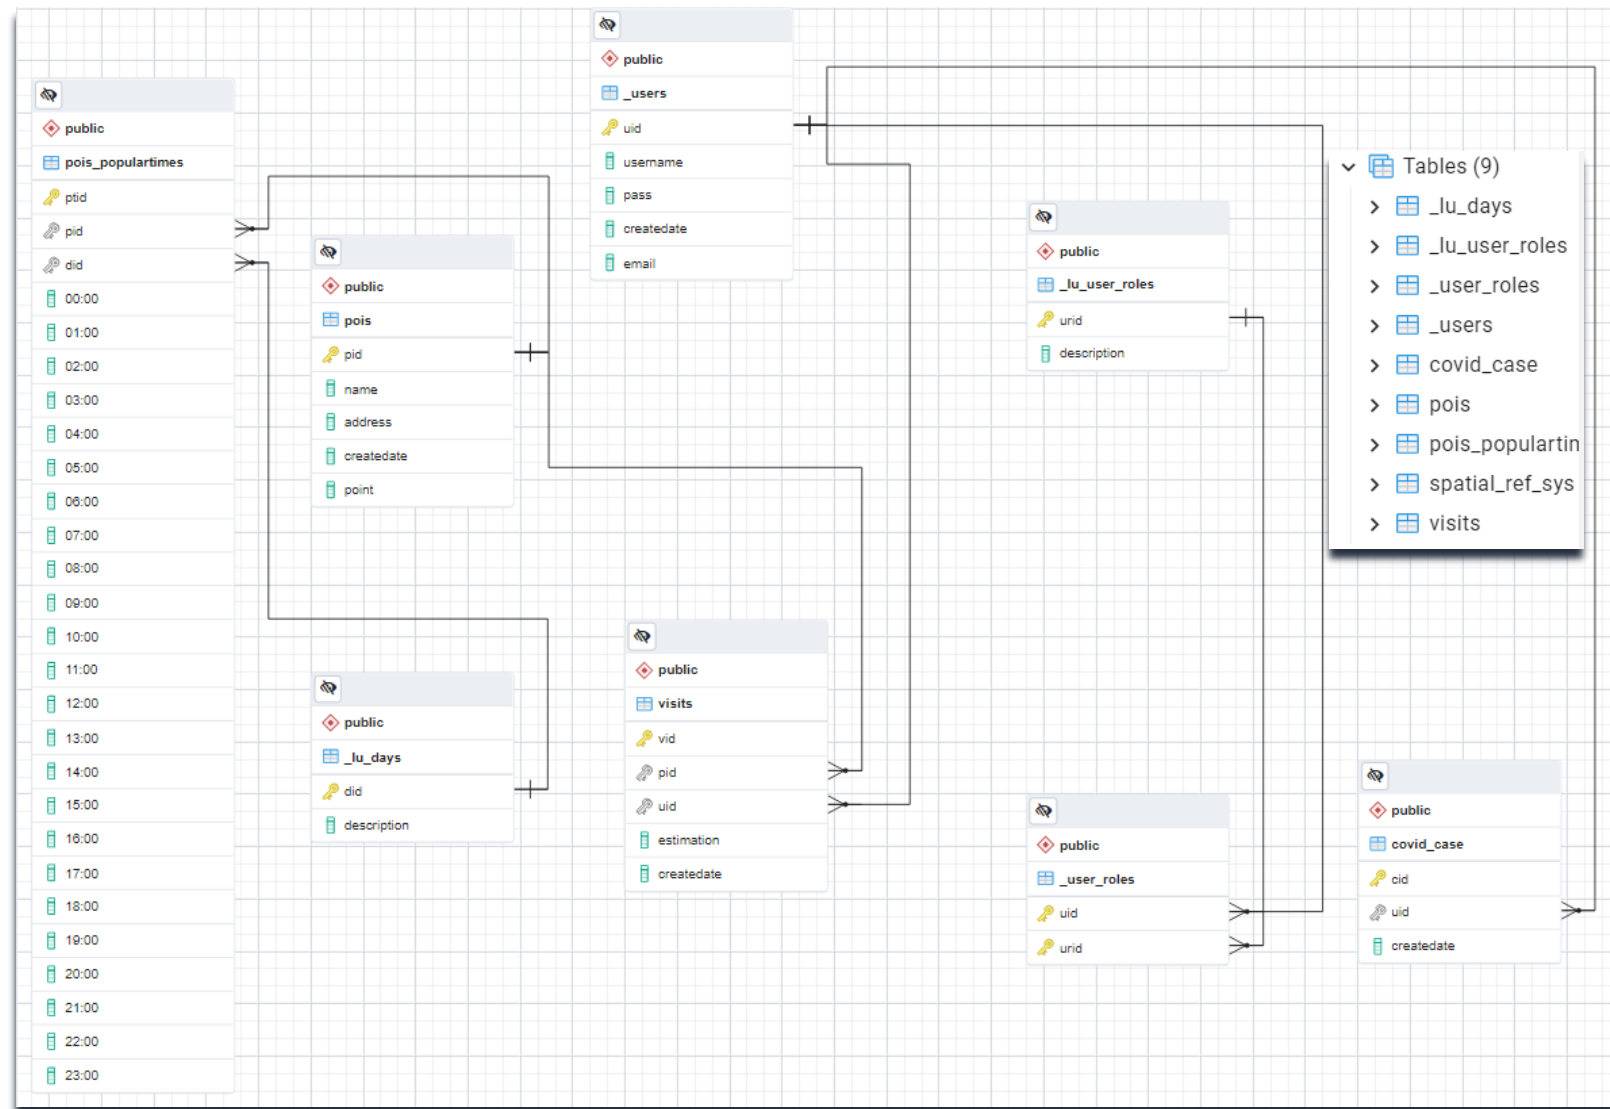 public
pois_populartimes
ptid
pid
did
00:00
01:00
02:00
03:00
04:00
05:00
06:00
07:00
08:00
09:00
10:00
11:00
12:00
13:00
14:00
15:00
16:00
17:00
18:00
19:00
20:00
21:00
22:00
23:00
public
pois
pid
name
address
createdate
point
public
_lu_days
did
description
public
_users
uid
username
pass
createdate
email
public
visits
vid
pid
uid
estimation
createdate
public
_lu_user_roles
urid
description
public
_user_roles
uid
urid
Tables (9)
_lu_days
_lu_user_roles
_user_roles
_users
covid_case
pois
pois_populartin
spatial_ref_sys
visits
public
covid_case
cid
uid
createdate